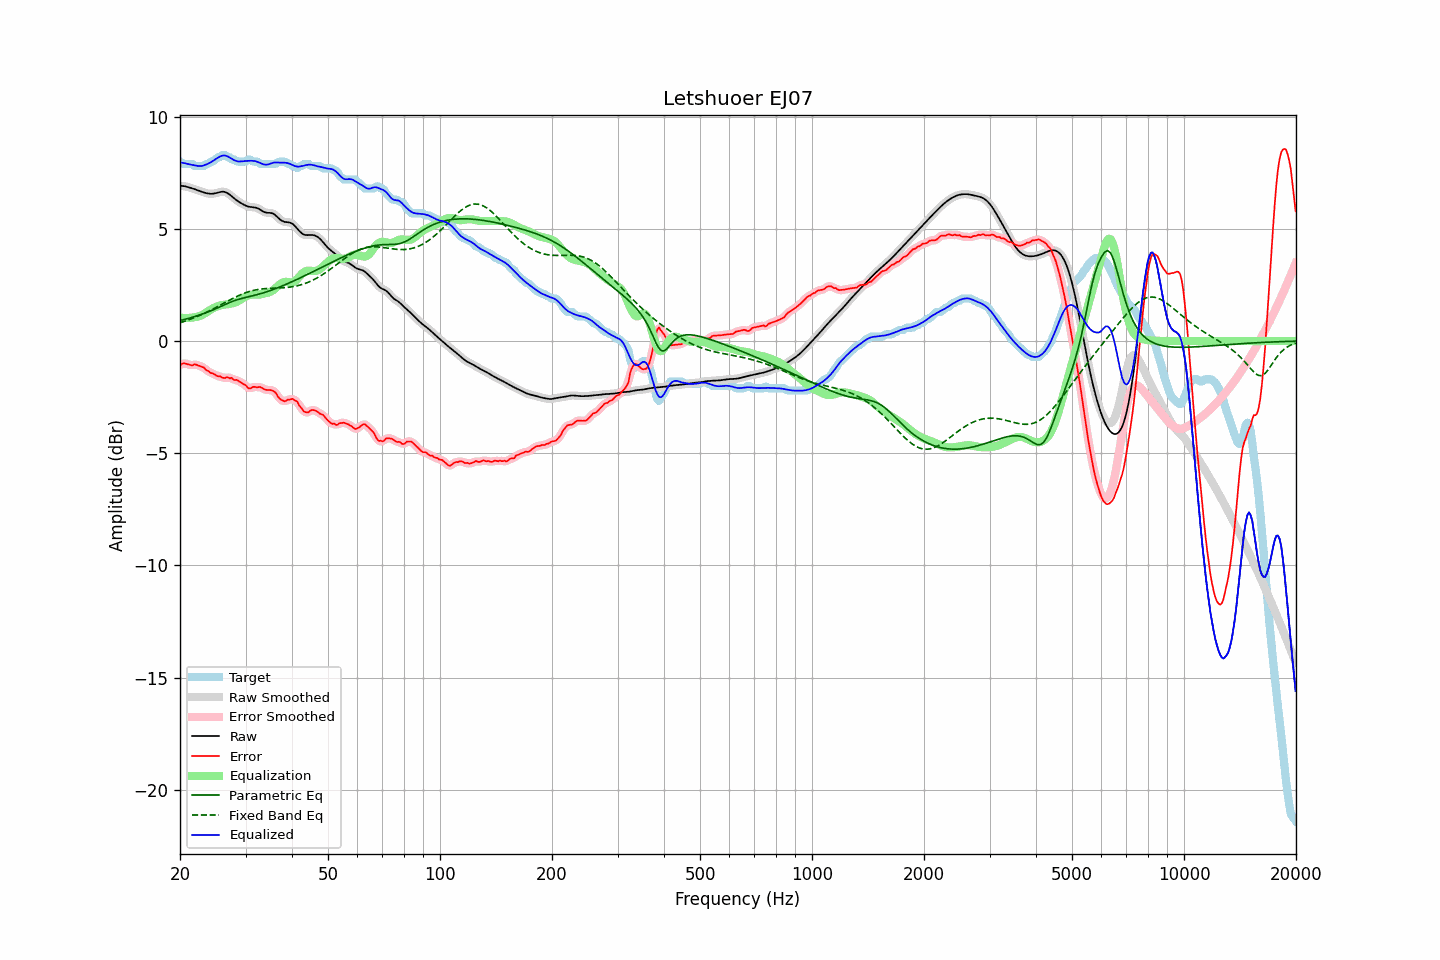 Letshuoer EJ07
Amplitude (dBr)
10
5
0
−5
−10
−15
−20
Target
Raw Smoothed
Error Smoothed
Raw
Error
Equalization
Parametric Eq
Fixed Band Eq
Equalized
20 50 100 200 500 1000 2000 5000 10000 20000
Frequency (Hz)